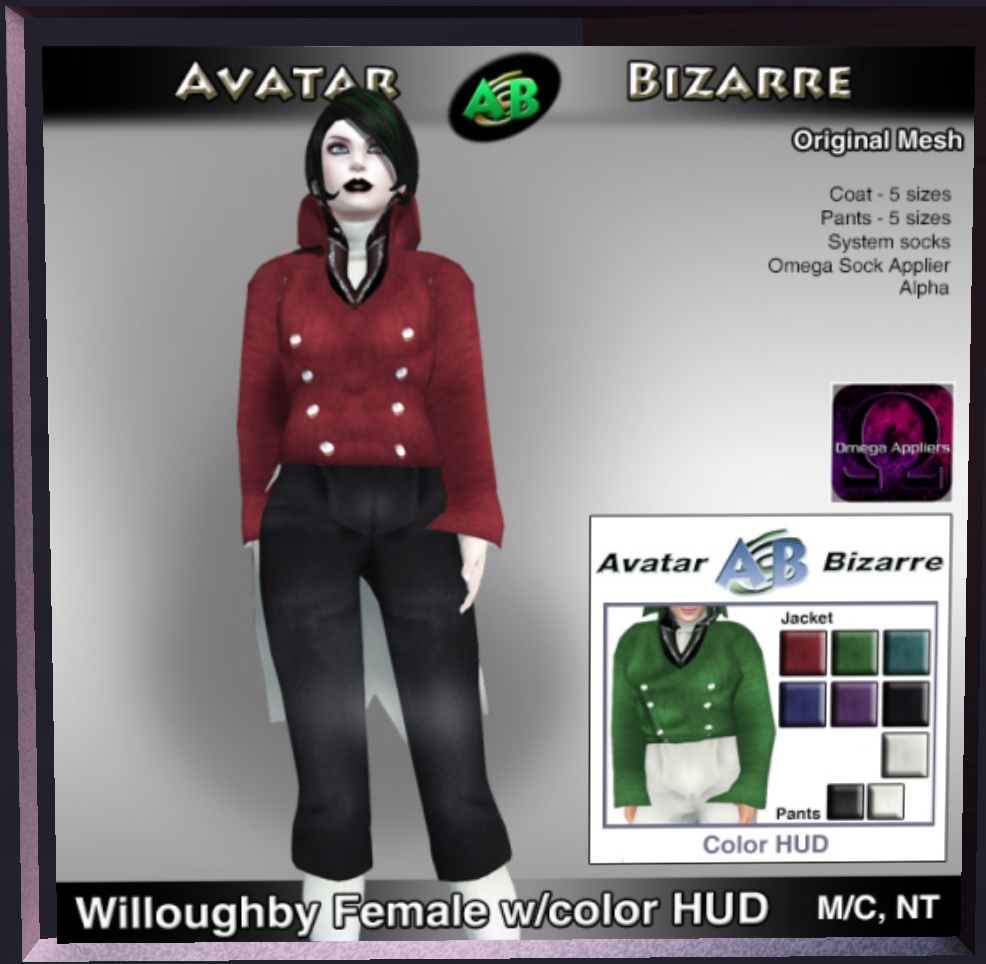 AVATAR AB BIZARRE
Original Mesh
Coat - 5 sizes
Pants - 5 sizes
System socks
Omega Sock Applier
Alpha
Ω
Omega Appliers
Avatar AB Bizarre
Jacket
Pants
Color HUD
Willoughby Female w/color HUD M/C, NT